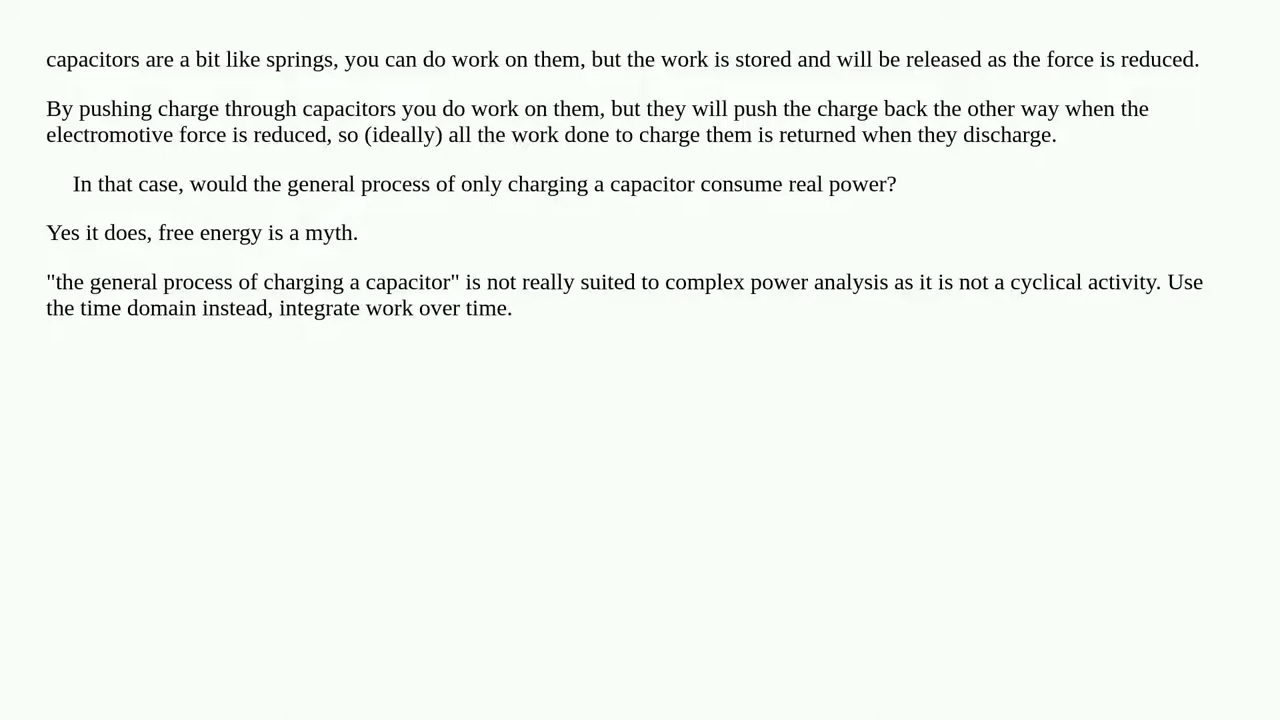 capacitors are a bit like springs, you can do work on them, but the work is stored and will be released as the force is reduced.
By pushing charge through capacitors you do work on them, but they will push the charge back the other way when the
electromotive force is reduced, so (ideally) all the work done to charge them is returned when they discharge.
In that case, would the general process of only charging a capacitor consume real power?
Yes it does, free energy is a myth.
"the general process of charging a capacitor" is not really suited to complex power analysis as it is not a cyclical activity. Use
the time domain instead, integrate work over time.